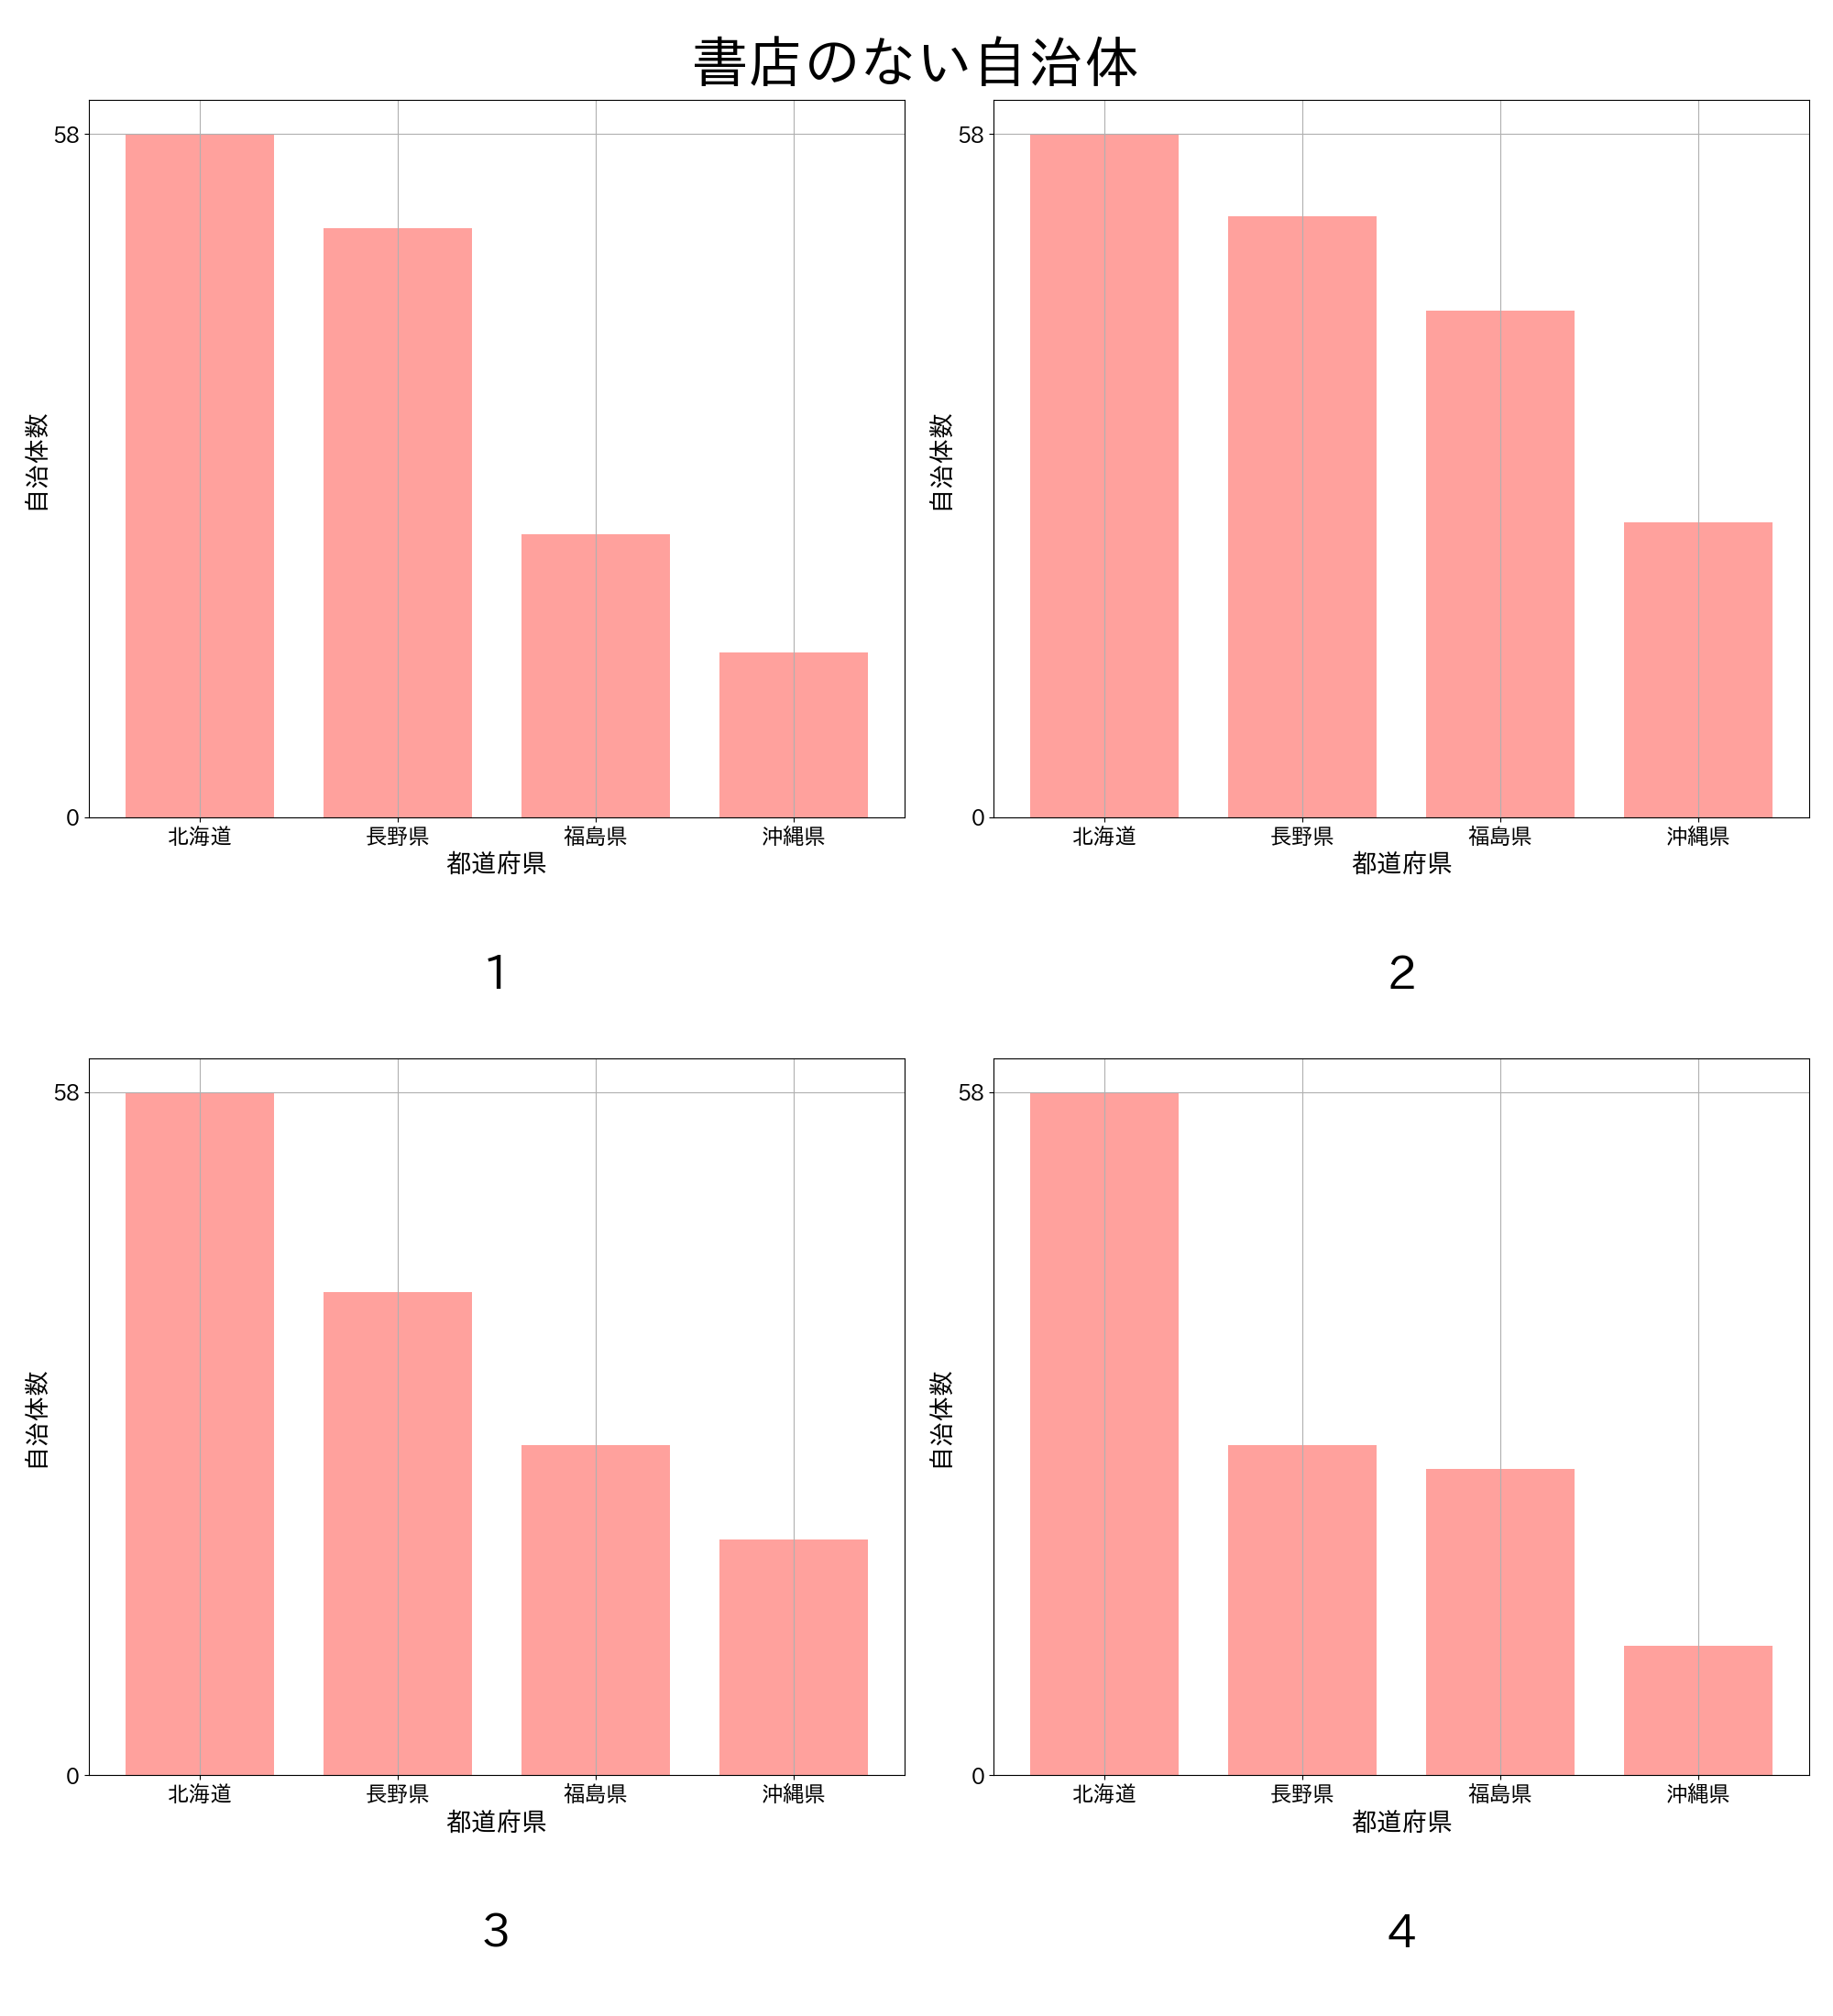 書店のない自治体
58
0
自治体数
北海道 長野県 福島県 沖縄県
都道府県
1
58
0
自治体数
北海道 長野県 福島県 沖縄県
都道府県
2
58
0
自治体数
北海道 長野県 福島県 沖縄県
都道府県
3
58
0
自治体数
北海道 長野県 福島県 沖縄県
都道府県
4